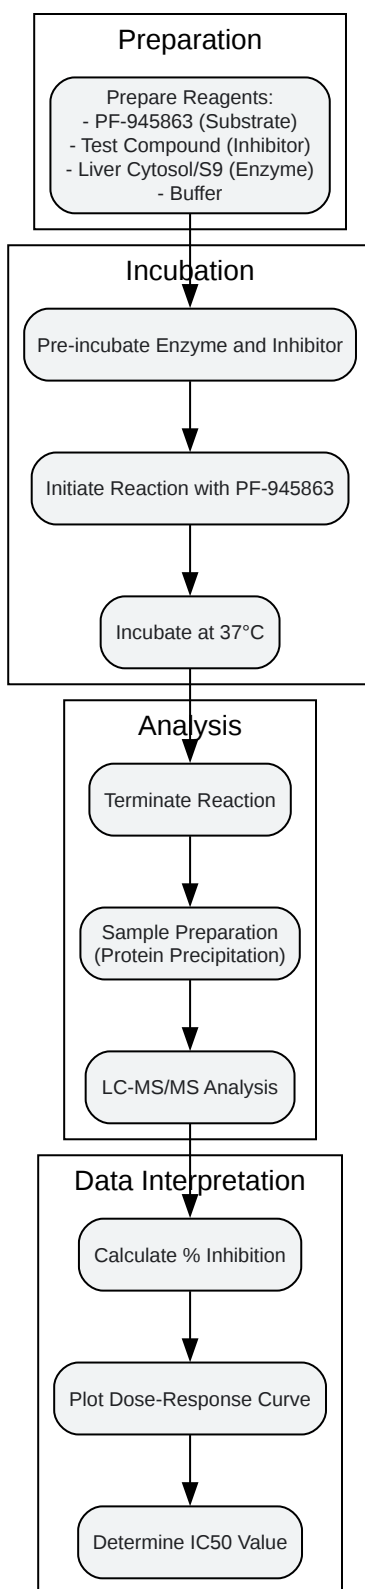 Preparation
Prepare Reagents:
- PF-945863 (Substrate)
- Test Compound (Inhibitor)
- Liver Cytosol/S9 (Enzyme)
- Buffer
Incubation
Pre-incubate Enzyme and Inhibitor
Initiate Reaction with PF-945863
Incubate at 37°C
Analysis
Terminate Reaction
Sample Preparation
(Protein Precipitation)
LC-MS/MS Analysis
Data Interpretation
Calculate % Inhibition
Plot Dose-Response Curve
Determine IC50 Value